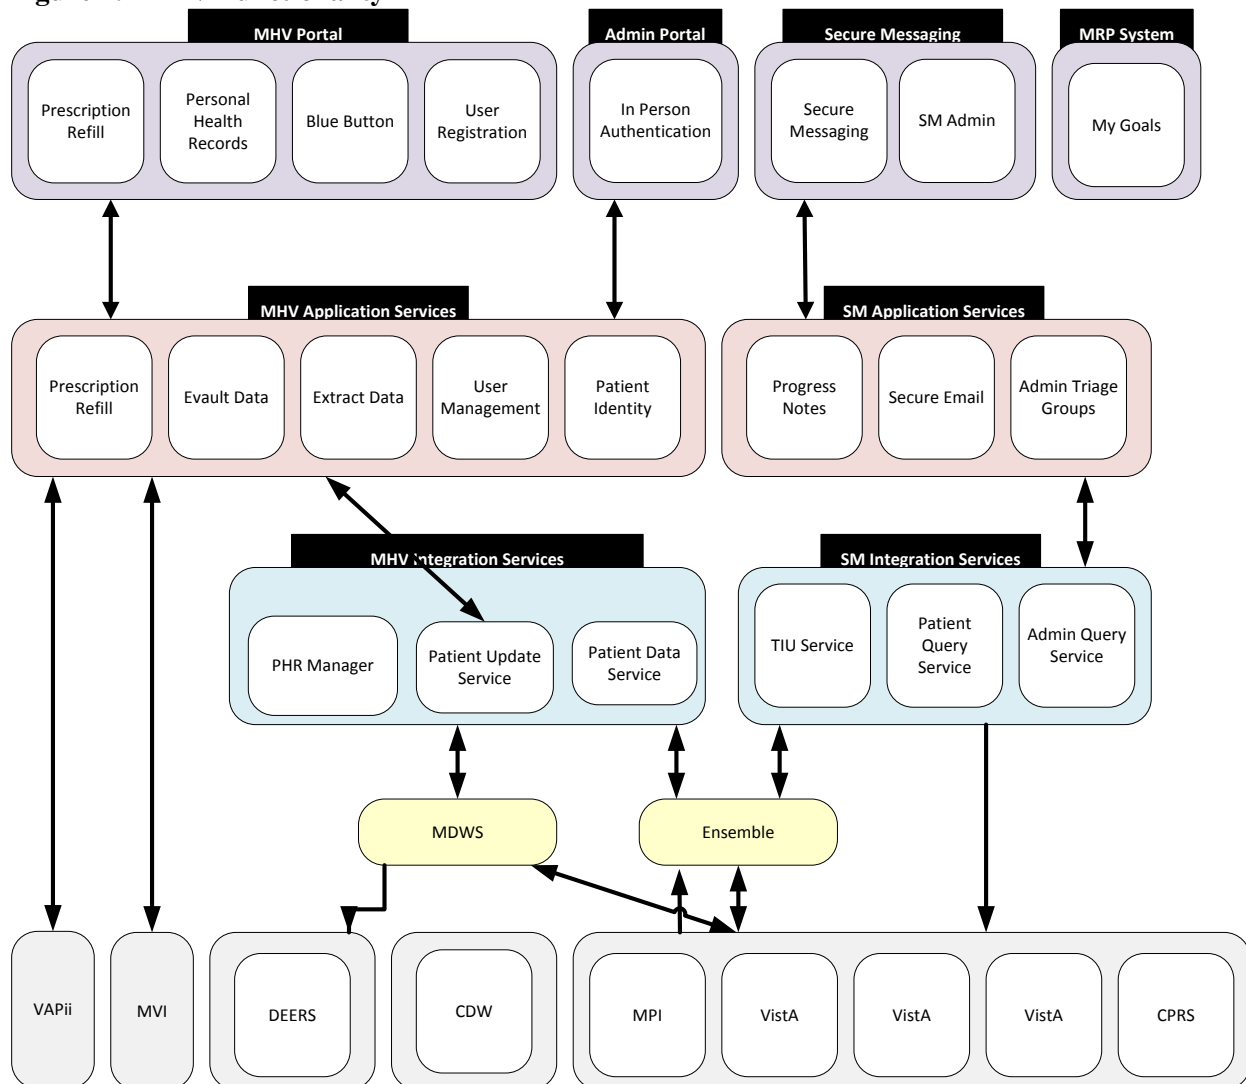 MHV Portal
Admin Portal
Secure Messaging
MRP System
Prescription
Refill
Personal
Health
Records
Blue Button
User
Registration
In Person
Authentication
Secure
Messaging
SM Admin
My Goals
MHV Application Services
SM Application Services
Prescription
Refill
Evault Data
Extract Data
User
Management
Patient
Identity
Progress
Notes
Secure Email
Admin Triage
Groups
MHV Integration Services
SM Integration Services
PHR Manager
Patient Update
Service
Patient Data
Service
TIU Service
Patient
Query
Service
Admin Query
Service
MDWS
Ensemble
VAPii
MVI
DEERS
CDW
MPI
VistA
VistA
VistA
CPRS